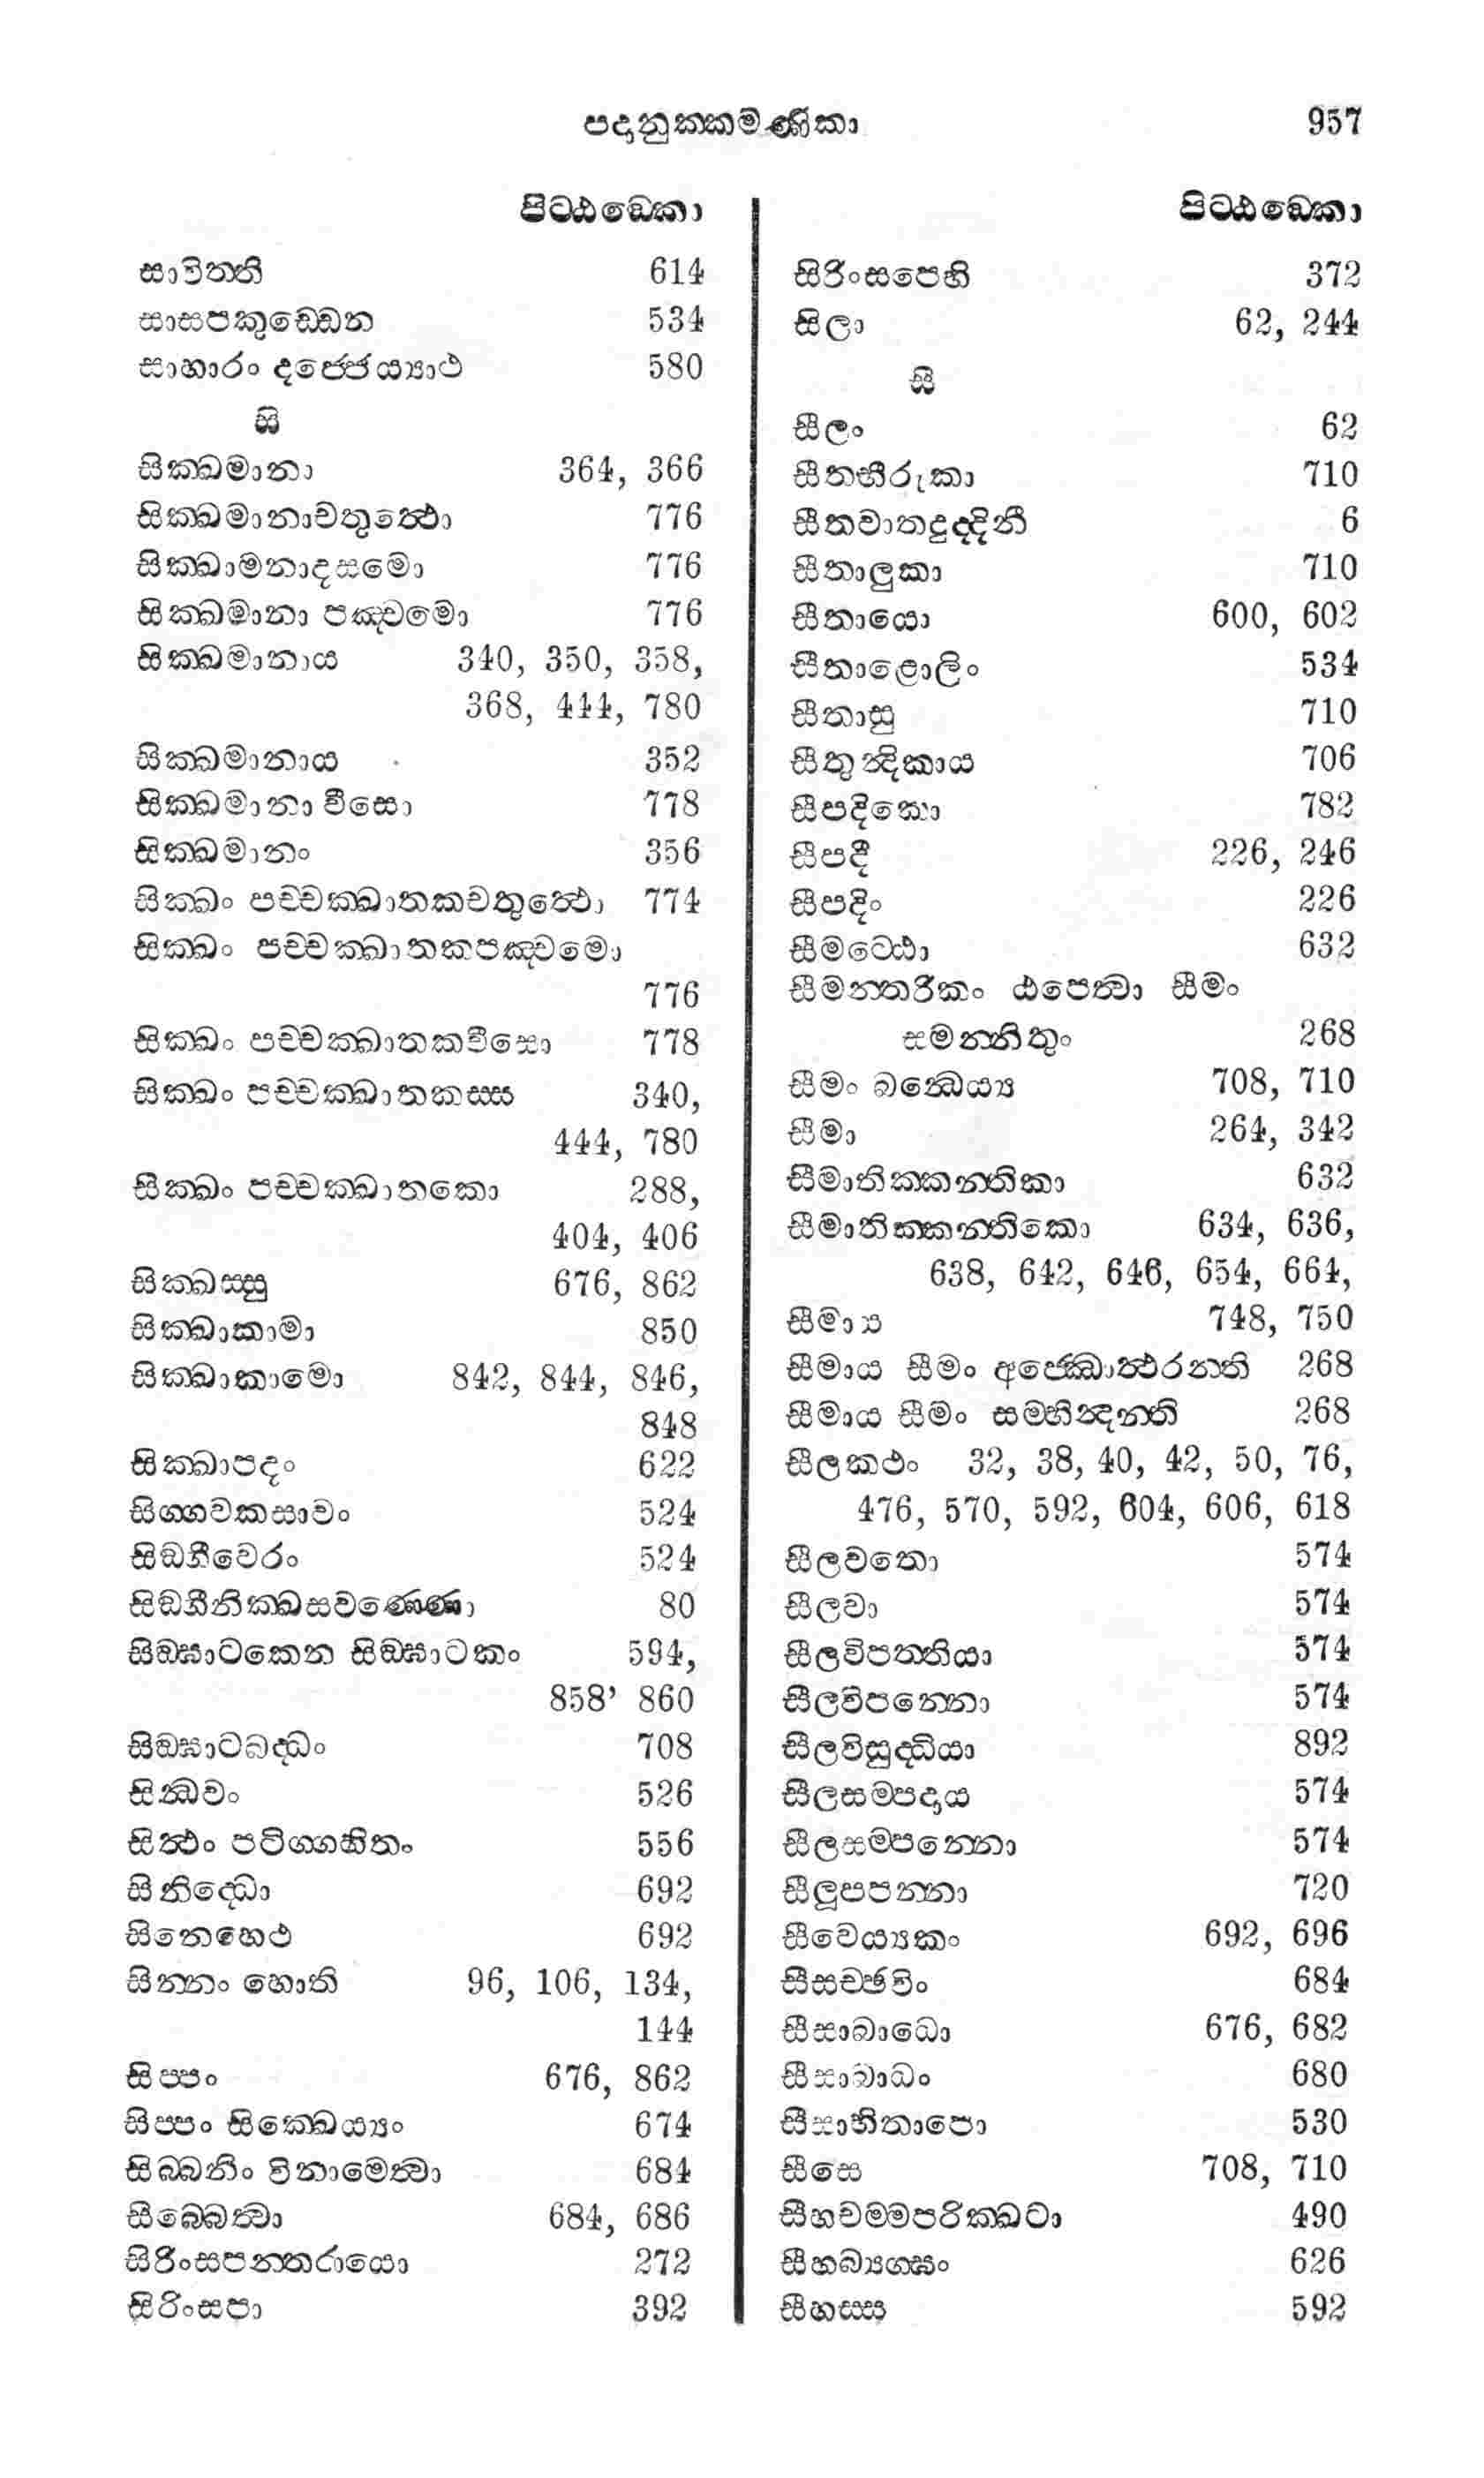 පදානුක්කමණිකා 957
පිට්ඨඞ්කො
සාවිත්ති 614
සාසපකුඩ්ඩෙන 534
සාහාරං දජ්ජෙය්‍යාථ 580
සි
සික්ඛමානා 364, 366
සික්ඛමානාචතුත්ථො 776
සික්ඛාමනාදසමො 776
සික්ඛමානා පඤ්චමො 776
සික්ඛමානාය 340, 350, 358,
368, 444, 780
සික්ඛමානාය 352
සික්ඛමානා වීසො 778
සික්ඛමානං 356
සික්ඛං පච්චක්ඛාතකචතුත්ථො 774
සික්ඛං පච්චක්ඛාතකපඤ්චමො
776
සික්ඛං පච්චක්ඛාතකවීසො 778
සික්ඛං පච්චක්ඛාතකස්ස 340,
444, 780
සික්ඛං පච්චක්ඛාතකො 288,
404, 406
සික්ඛස්සු 676, 862
සික්ඛාකාමා 850
සික්ඛාකාමො 842, 844, 846,
848
සික්ඛාපදං 622
සිග්ගවකසාවං 524
සිඞ්ගීවෙරං 524
සිඞ්ගීනික්ඛසවණ්ණො 80
සිඞ්ඝාටකෙන සිඞ්ඝාටකං 594,
858’ 860
සිඞ්ඝාටබද්ධං 708
සින්ධවං 526
සිත්ථං පටිග්ගහිතං 556
සිනිද්ධො 692
සිනෙහෙථ 692
සින්නං හොති 96, 106, 134,
144
සිප්පං 676, 862
සිප්පං සික්ඛෙය්‍යං 674
සිබ්බනිං විනාමෙත්වා 684
සීබ්බෙත්වා 684, 686
සිරිංසපන්තරායො 272
සිරිංසපා 392
පිට්ඨඞ්කො
සිරිංසපෙහි 372
සිලා 62, 244
සී
සීලං 62
සීතභීරුකා 710
සීතවාතදුද්දිනී 6
සීතාලුකා 710
සීතායො 600, 602
සීතාළොලිං 534
සීතාසු 710
සීතුන්දිකාය 706
සීපදිකො 782
සීපදී 226, 246
සීපදිං 226
සීමට්ඨො 632
සීමන්තරිකං ඨපෙත්වා සීමං
සමන්නිතුං 268
සීමං බන්ධෙය්‍ය 708, 710
සීමා 264, 342
සීමාතික්කන්තිකා 632
සීමාතික්කන්තිකො 634, 636,
638, 642, 646, 654, 664,
සීමාය 748, 750
සීමාය සීමං අජ්ඣොත්ථරන්ති 268
සීමාය සීමං සම්භින්දන්ති 268
සීලකථං 32, 38, 40, 42, 50, 76,
476, 570, 592, 604, 606, 618
සීලවතො 574
සීලවා 574
සීලවිපත්තියා 574
සීලවිපන්නො 574
සීලවිසුද්ධියා 892
සීලසම්පදාය 574
සීලසම්පන්නො 574
සීලූපපන්නා 720
සීවෙය්‍යකං 692, 696
සීසච්ඡවිං 684
සීසාබාධො 676, 682
සීසාබාධං 680
සීසාභිතාපො 530
සීසෙ 708, 710
සීහචම්මපරික්ඛටා 490
සීහබ්‍යග්ඝං 626
සීහස්ස 592